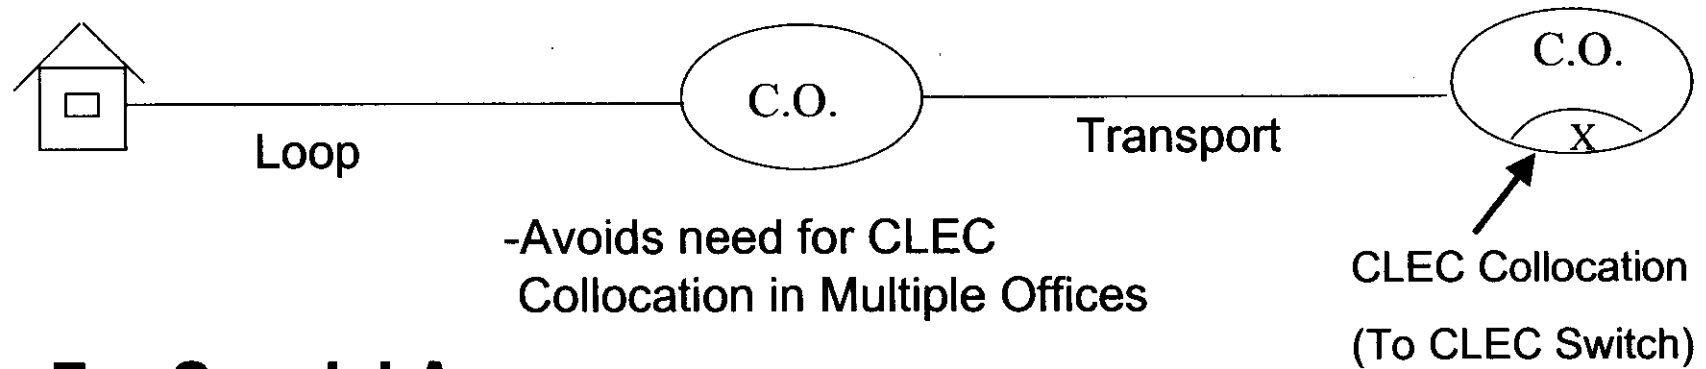 C.O.
C.O.
X
Loop
Transport
-Avoids need for CLEC
Collocation in Multiple Offices
CLEC Collocation
(To CLEC Switch)